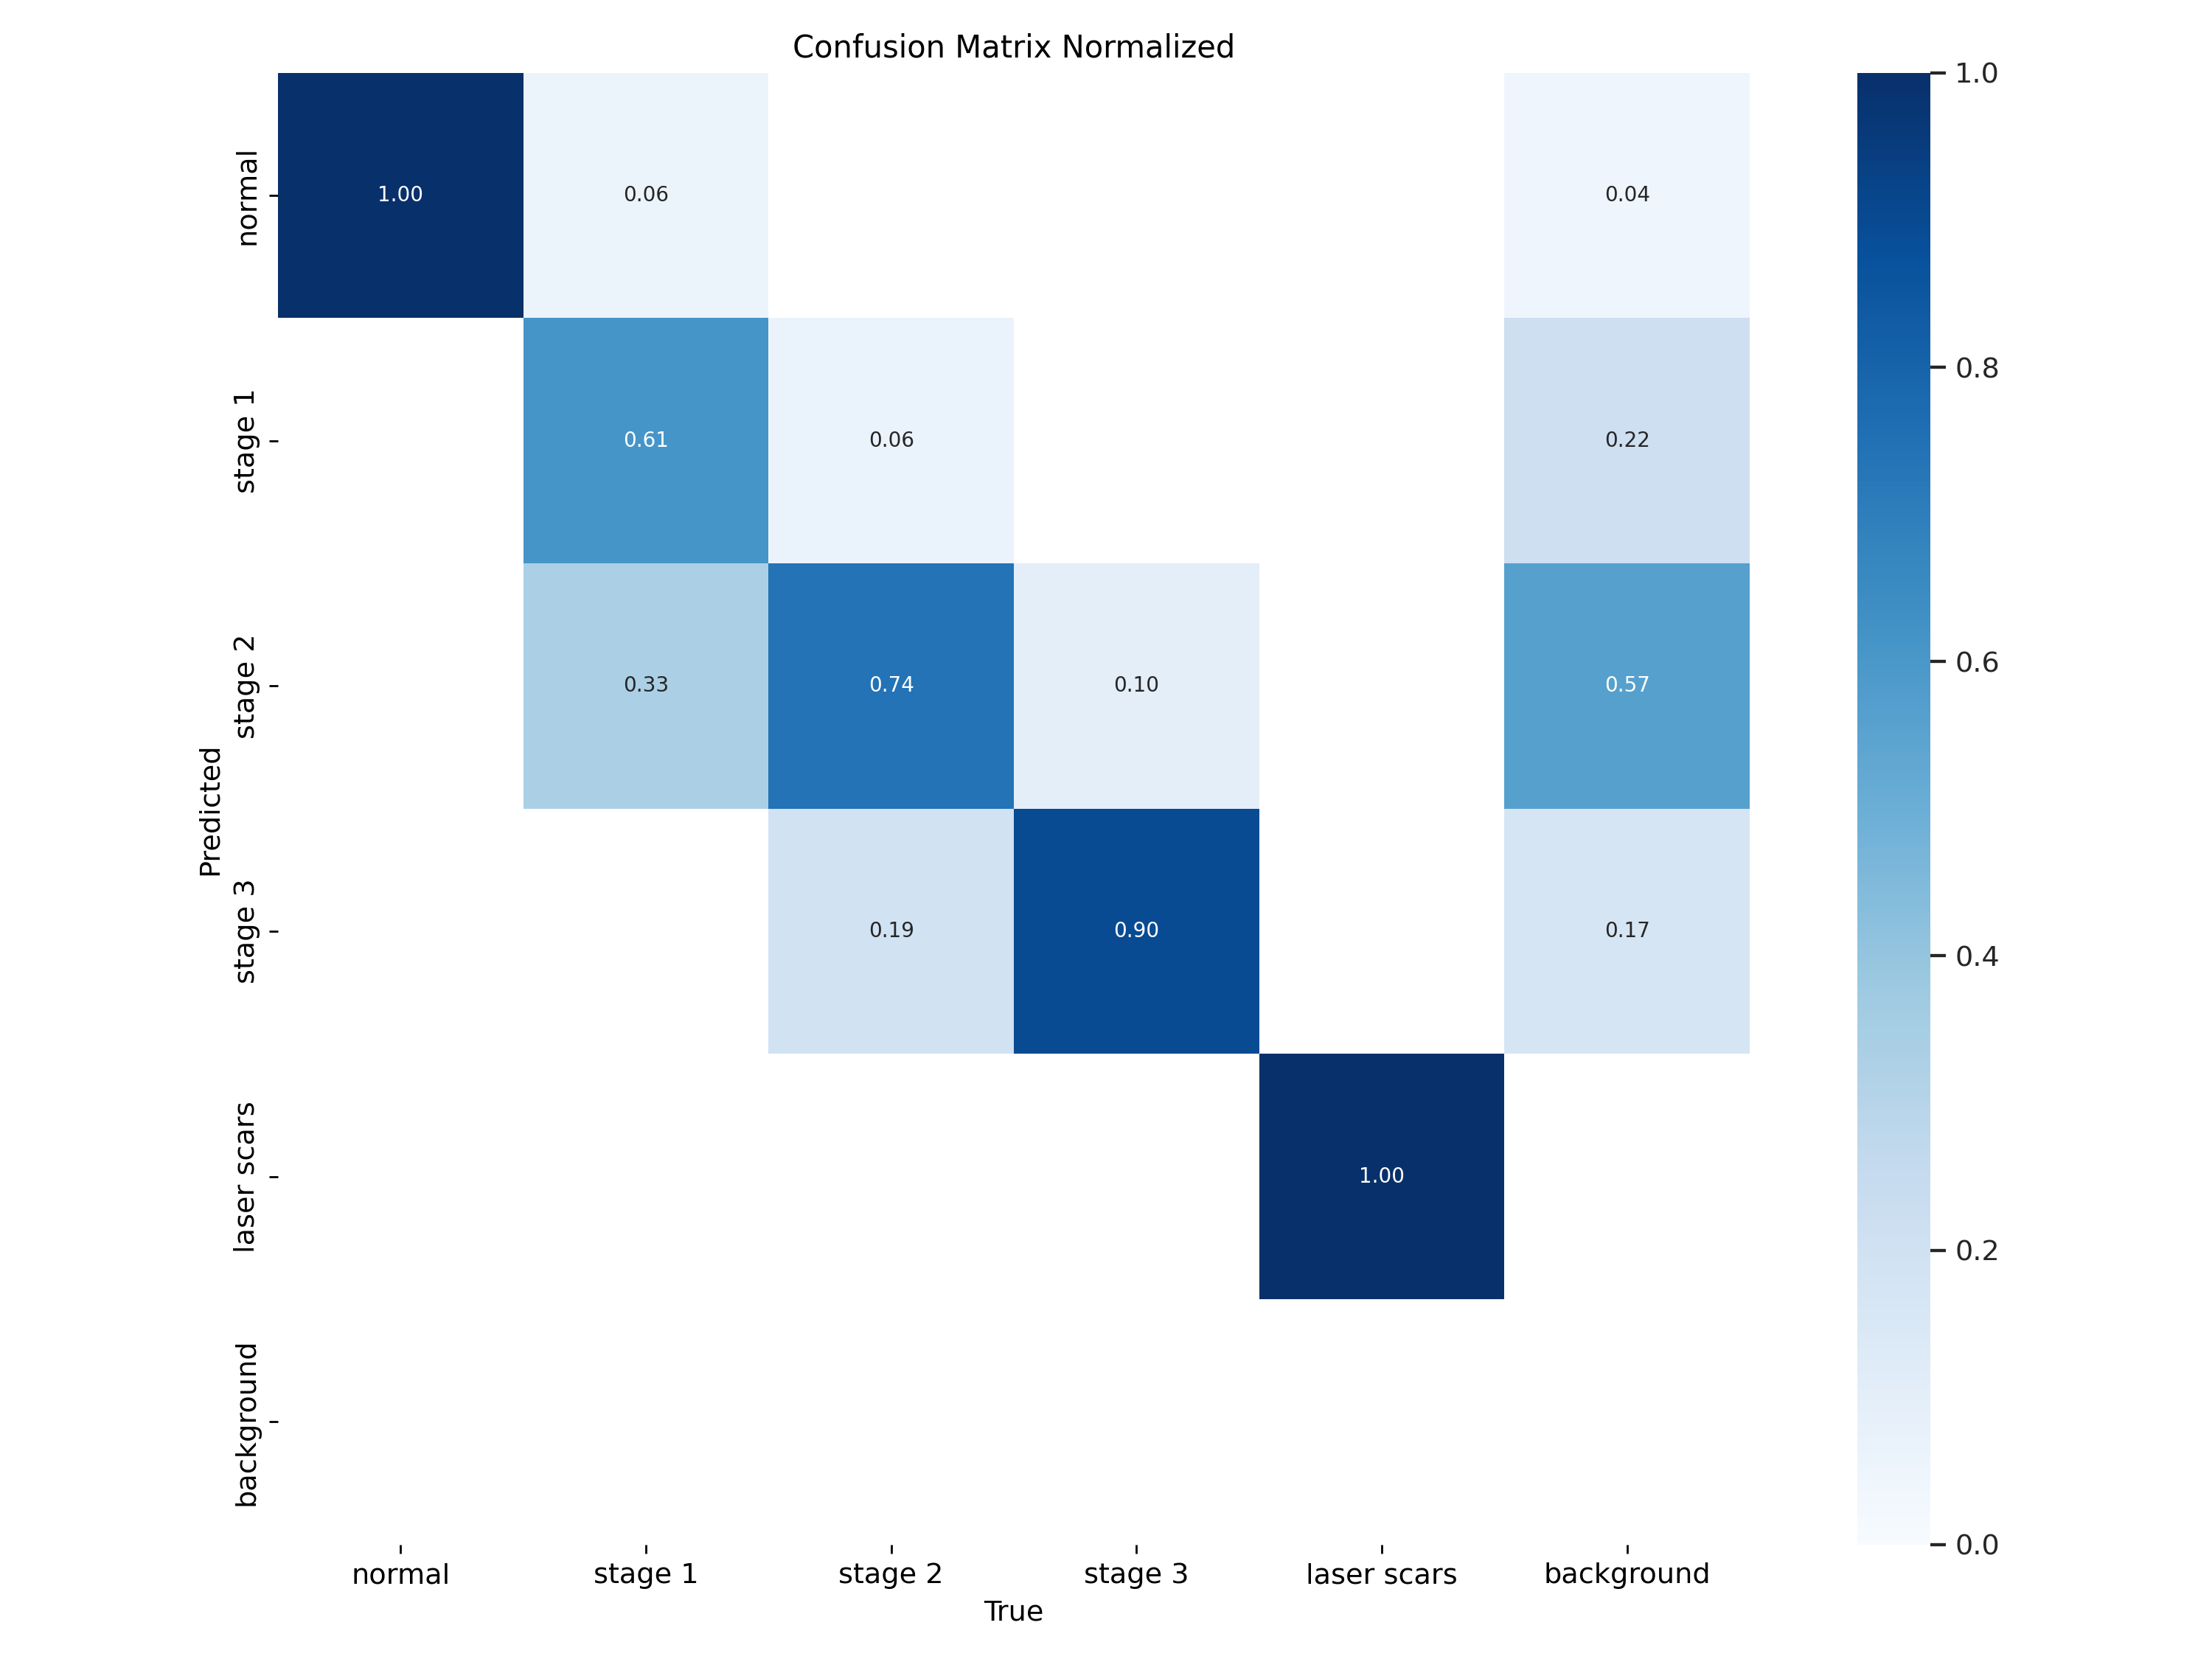 Confusion Matrix Normalized
1.0
normal
1.00
0.06
0.04
0.8
stage 1
0.61
0.06
0.22
0.6
stage 2
0.33
0.74
0.10
0.57
Predicted
0.4
stage 3
0.19
0.90
0.17
laser scars
1.00
0.2
background
0.0
normal
stage 1
stage 2
stage 3
laser scars
background
True